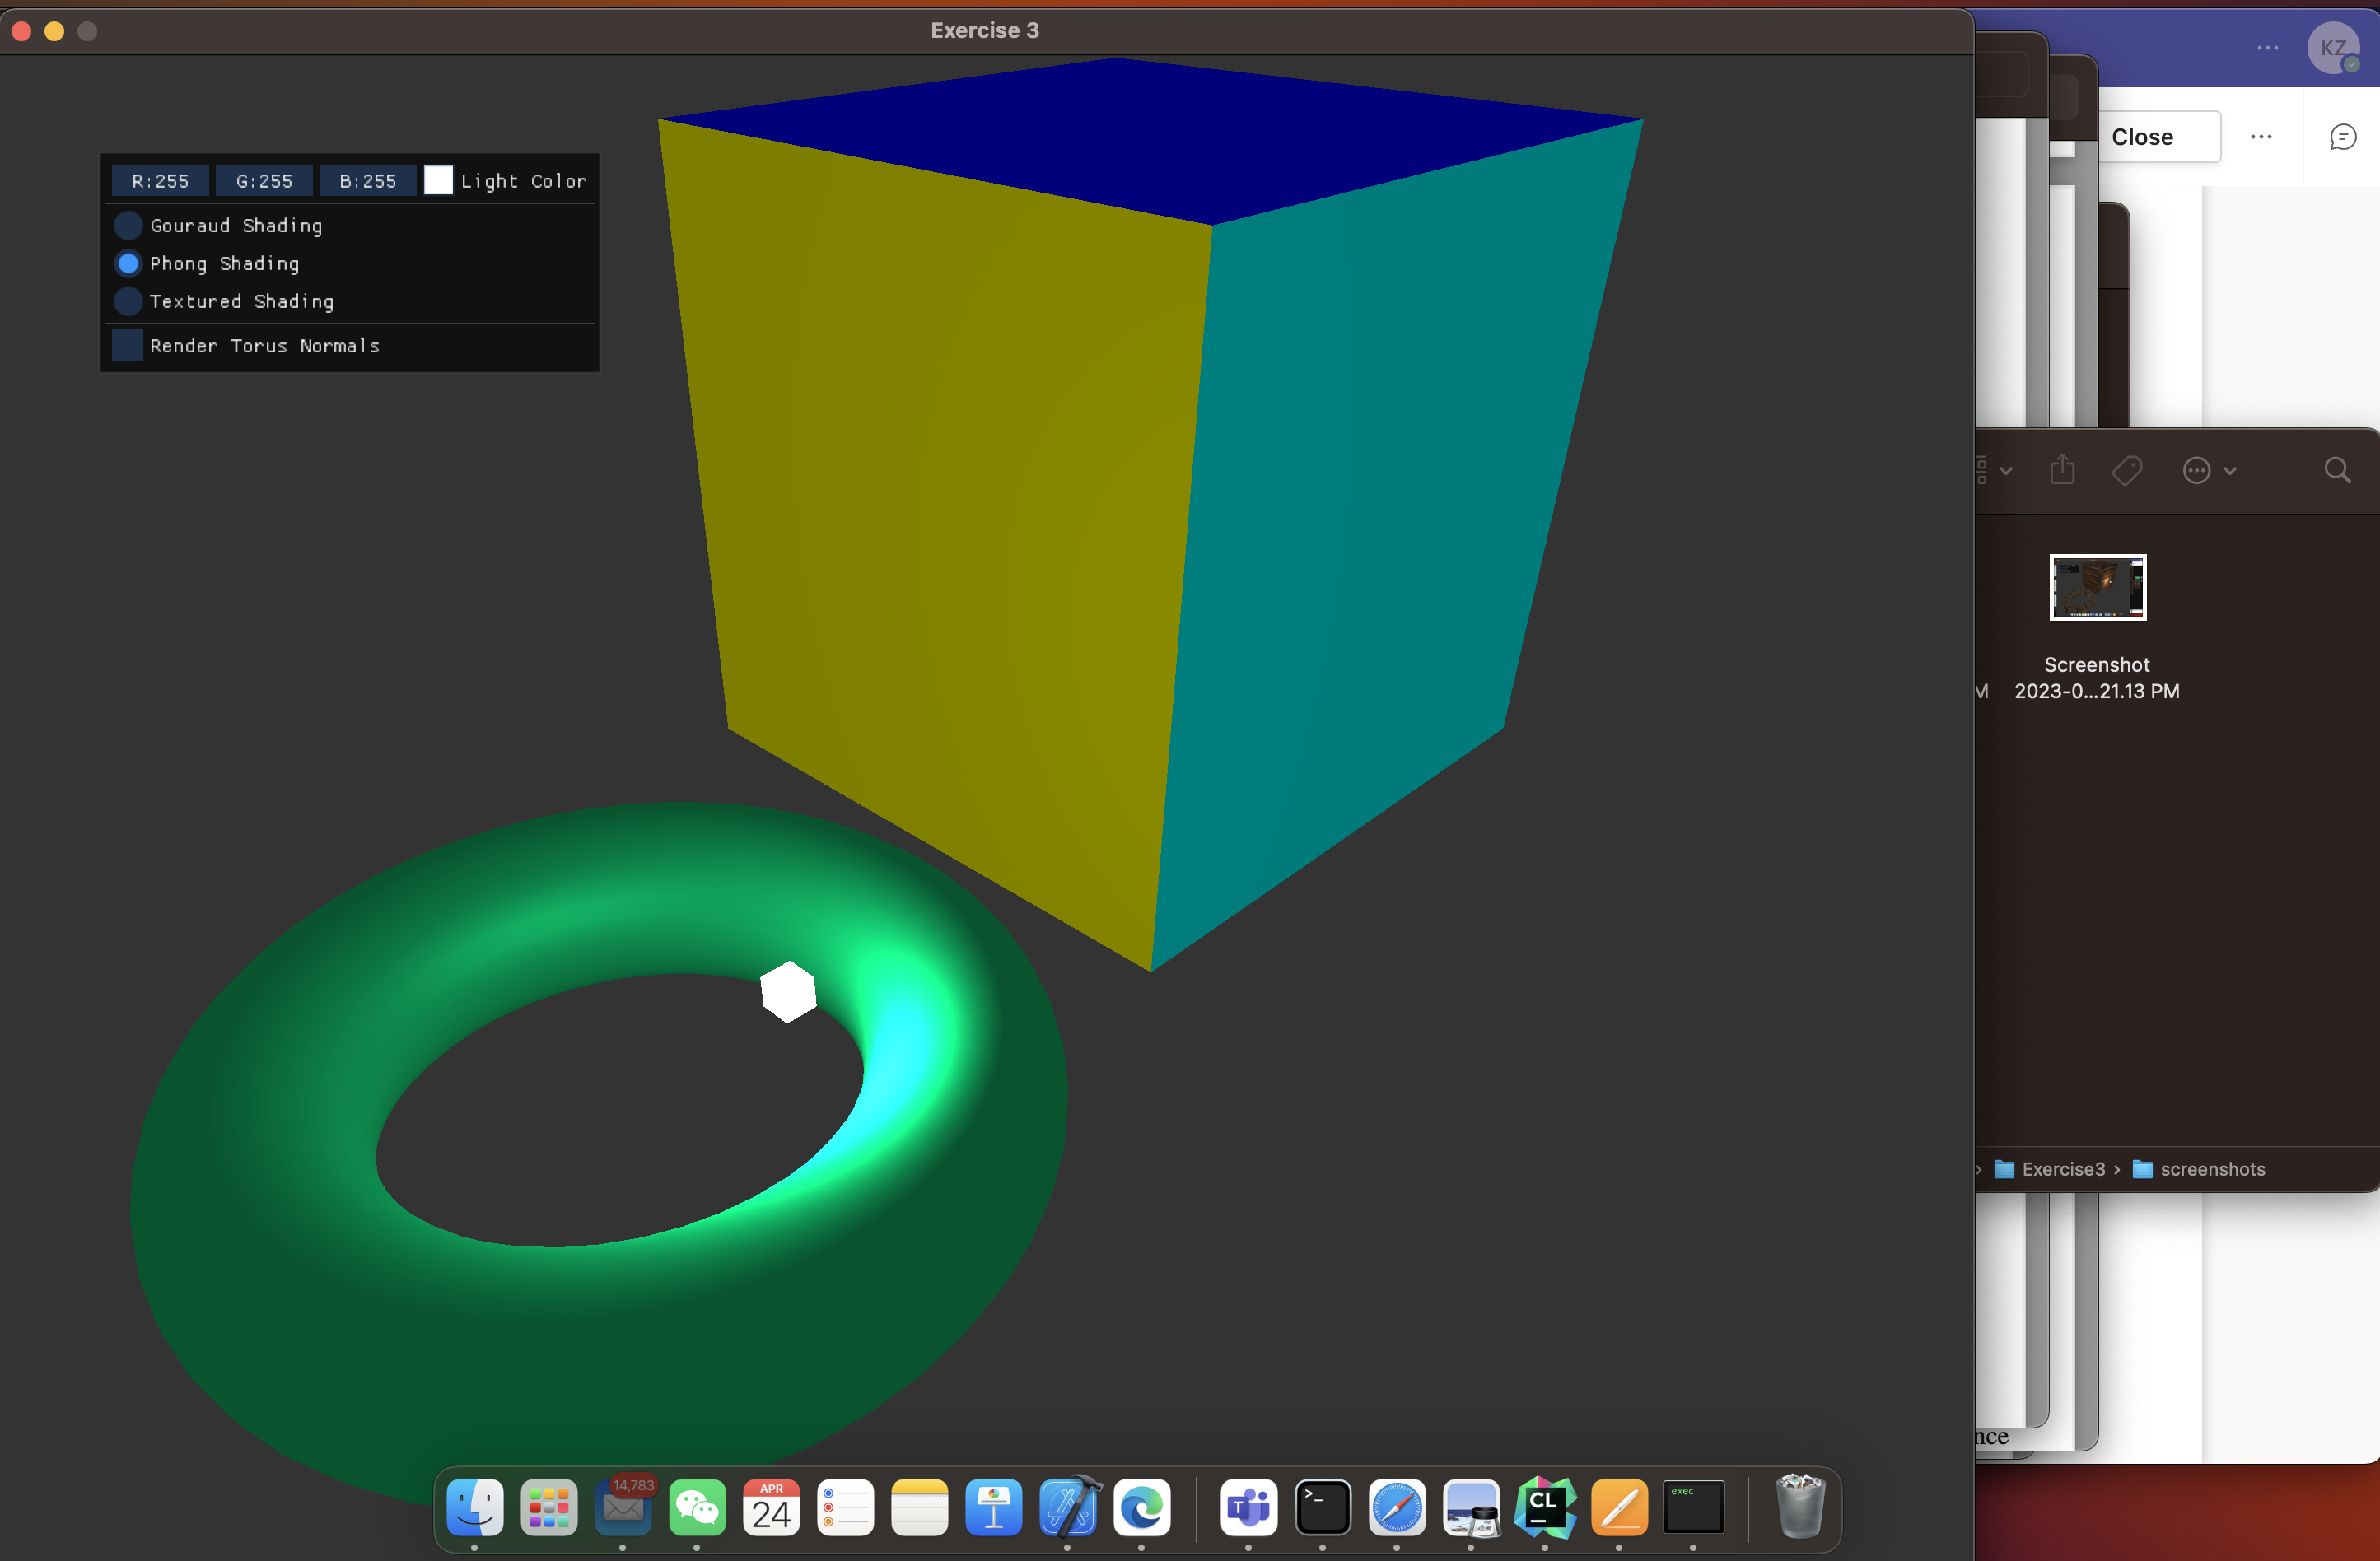 Exercise 3
KZ
Close
R:255 G:255 B:255 Light Color
Gouraud Shading
Phong Shading
Textured Shading
Render Torus Normals
Screenshot
M 2023-0...21.13 PM
Exercise3 › screenshots
nce
14,783
APR
24
T
>_
CL
exec